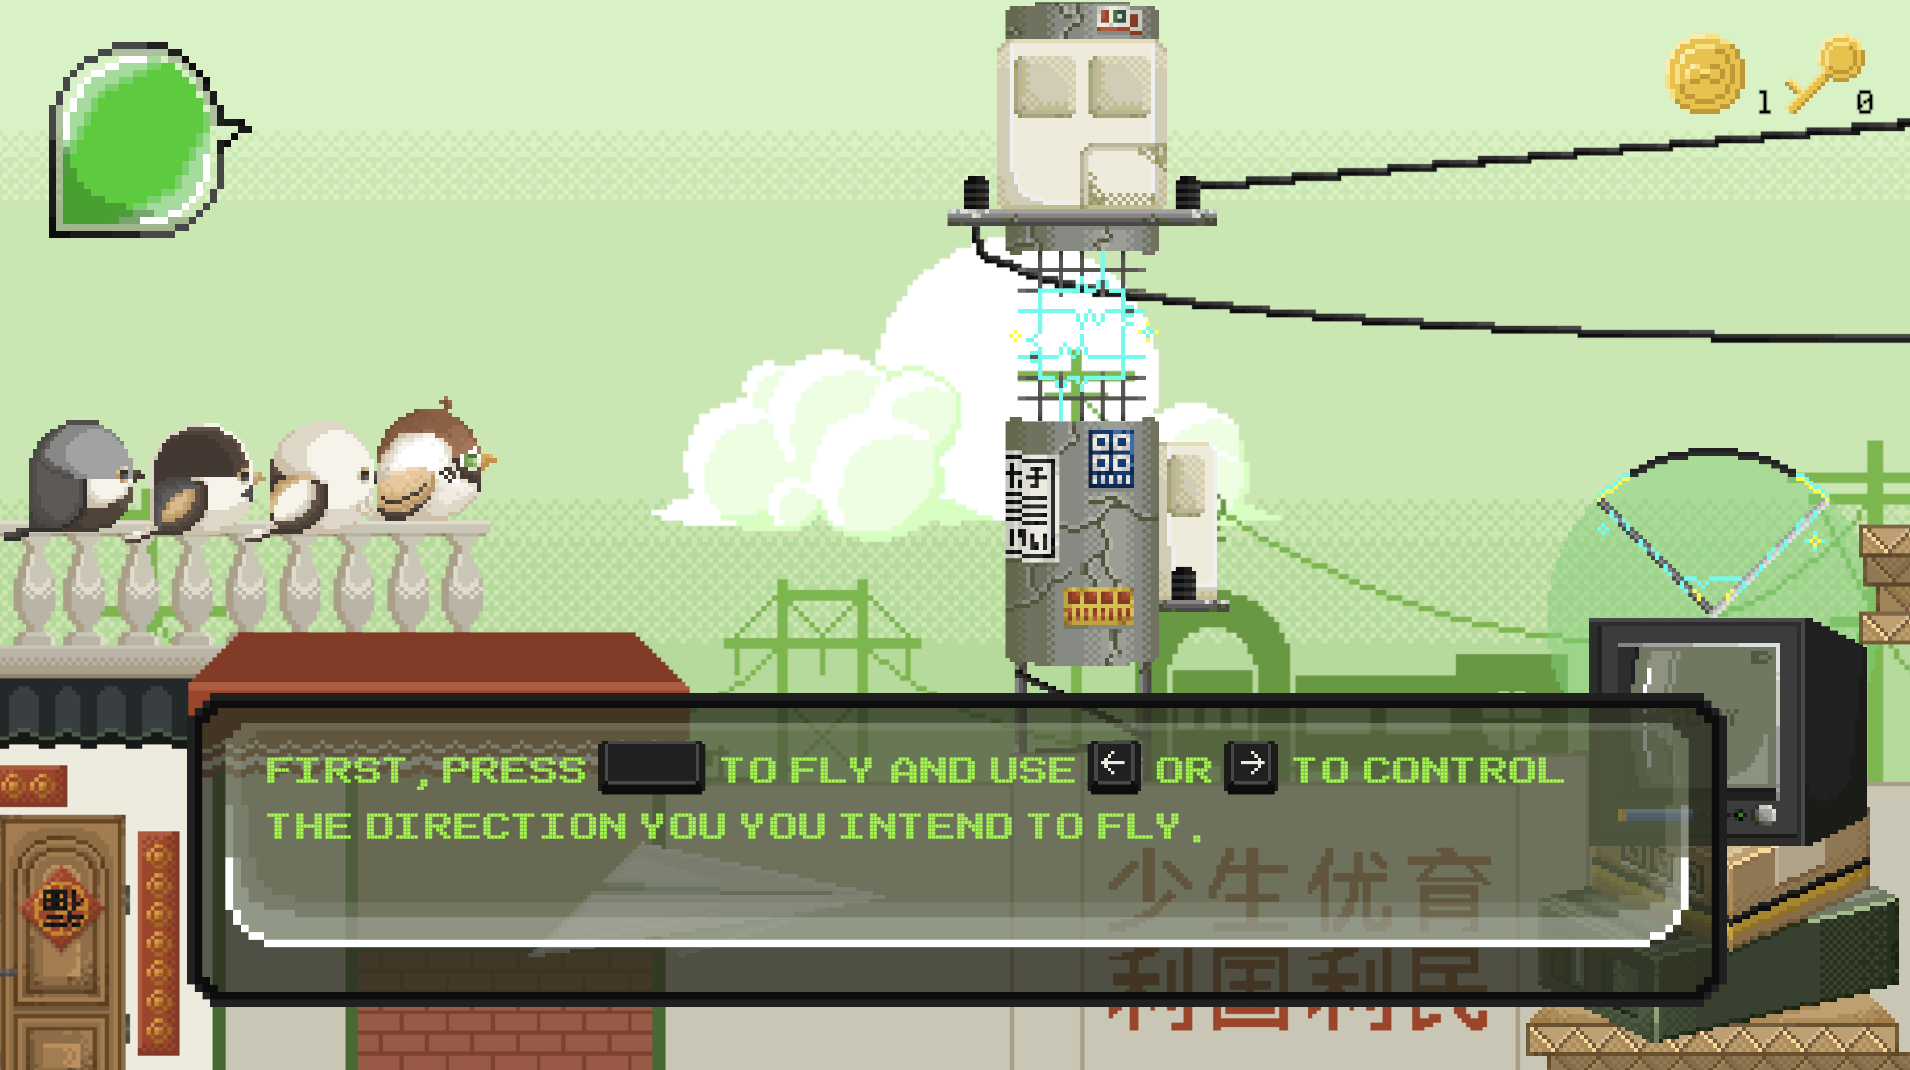 1
0
FIRST, PRESS TO FLY AND USE ← OR → TO CONTROL
THE DIRECTION YOU YOU INTEND TO FLY.
少生优育
利国利民